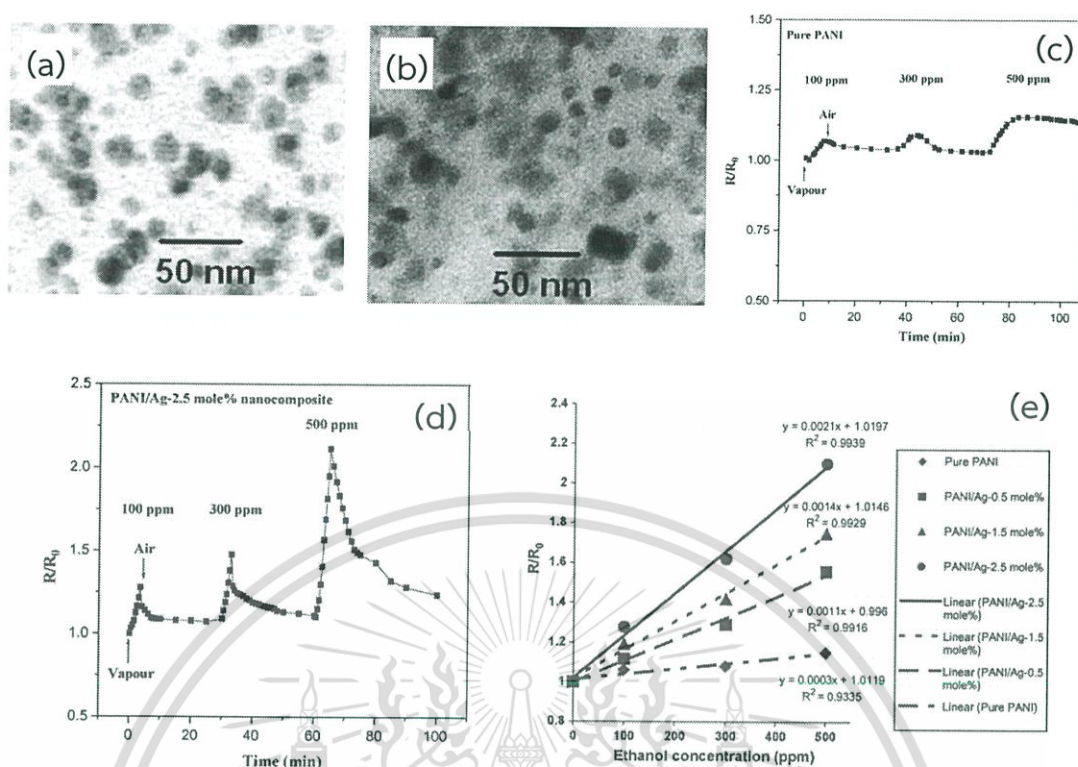 (a)
50 nm
(b)
50 nm
(c)
Pure PANI
100 ppm
300 ppm
500 ppm
Air
Vapour
R/R0
1.50
1.25
1.00
0.75
0.50
0
20
40
60
80
100
Time (min)
(d)
PANI/Ag-2.5 mole% nanocomposite
500 ppm
100 ppm
300 ppm
Air
Vapour
R/R0
2.5
2.0
1.5
1.0
0.5
0
20
40
60
80
100
Time (min)
(e)
y = 0.0021x + 1.0197
R2 = 0.9939
y = 0.0014x + 1.0146
R2 = 0.9929
y = 0.0011x + 0.996
R2 = 0.9916
y = 0.0003x + 1.0119
R2 = 0.9335
R/R0
2.4
2.2
2
1.8
1.6
1.4
1.2
1
0.8
0
100
200
300
400
500
Ethanol concentration (ppm)
Pure PANI
PANI/Ag-0.5 mole%
PANI/Ag-1.5 mole%
PANI/Ag-2.5 mole%
Linear (PANI/Ag-2.5
mole%)
Linear (PANI/Ag-1.5
mole%)
Linear (PANI/Ag-0.5
mole%)
Linear (Pure PANI)